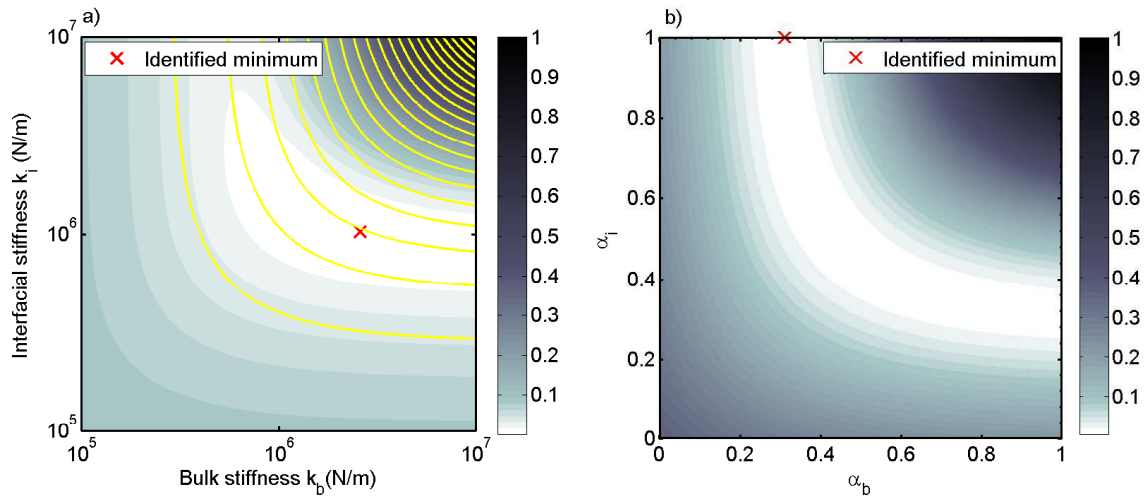 a)
10^7
10^6
10^5
Interfacial stiffness k_i (N/m)
× Identified minimum
10^5 10^6 10^7
Bulk stiffness k_b(N/m)
1
0.9
0.8
0.7
0.6
0.5
0.4
0.3
0.2
0.1
b)
1
0.8
0.6
0.4
0.2
0
α_i
× Identified minimum
0 0.2 0.4 0.6 0.8 1
α_b
1
0.9
0.8
0.7
0.6
0.5
0.4
0.3
0.2
0.1